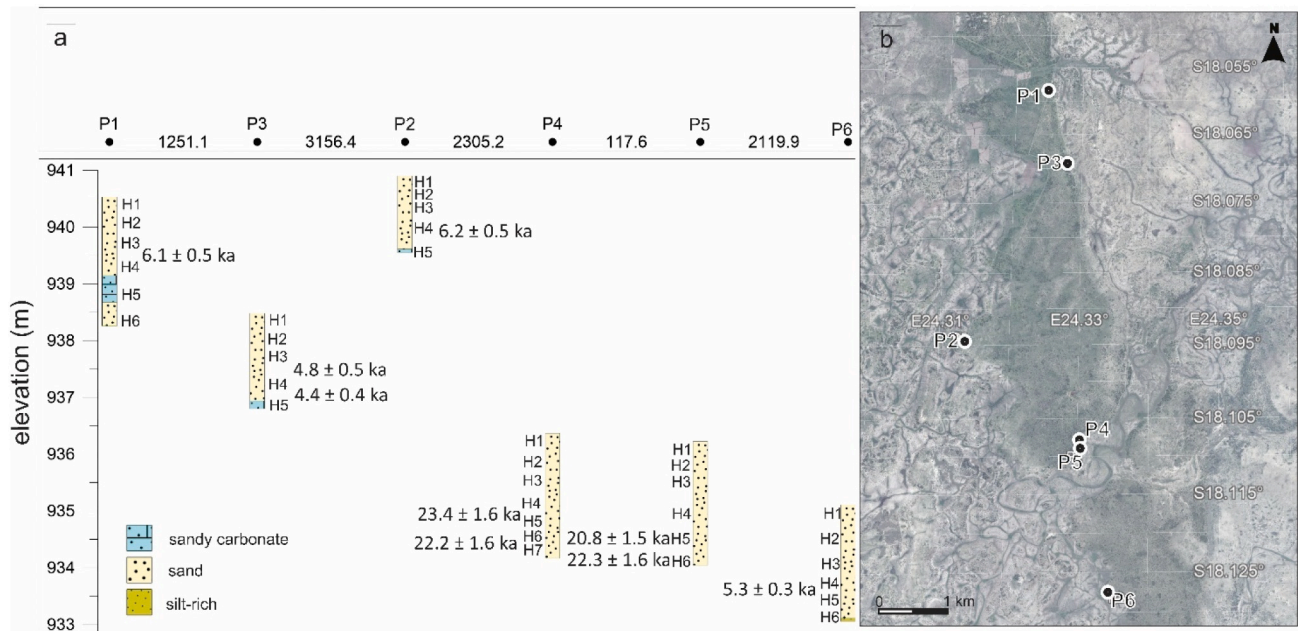 a
P1 P3 P2 P4 P5 P6
1251.1 3156.4 2305.2 117.6 2119.9
elevation (m)
941
940
939
938
937
936
935
934
933
H1
H2
H3
H4
H5
H6
6.1 ± 0.5 ka
H1
H2
H3
H4
H5
4.8 ± 0.5 ka
4.4 ± 0.4 ka
H1
H2
H3
H4
H5
6.2 ± 0.5 ka
H1
H2
H3
H4
H5
H6
H7
23.4 ± 1.6 ka
22.2 ± 1.6 ka
H1
H2
H3
H4
H5
H6
20.8 ± 1.5 ka
22.3 ± 1.6 ka
H1
H2
H3
H4
H5
H6
5.3 ± 0.3 ka
sandy carbonate
sand
silt-rich
b
N
S18.055°
P1
S18.065°
P3
S18.075°
S18.085°
E24.31° E24.33° E24.35°
P2
S18.095°
S18.105°
P4
P5
S18.115°
S18.125°
P6
0 1 km